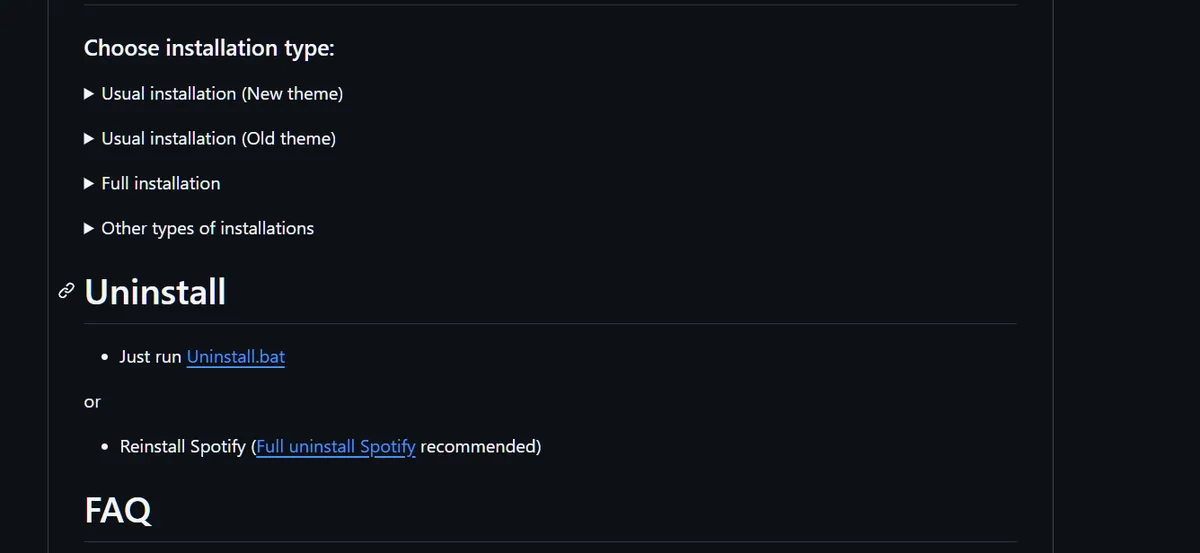 Choose installation type:
Usual installation (New theme)
Usual installation (Old theme)
Full installation
Other types of installations
Uninstall
Just run Uninstall.bat
or
Reinstall Spotify (Full uninstall Spotify recommended)
FAQ